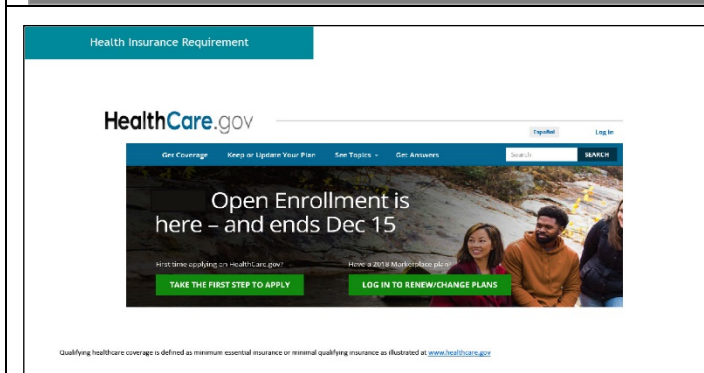 Health Insurance Requirement
HealthCare.gov
Español
Log in
Get Coverage
Keep or Update Your Plan
See Topics
Get Answers
Search
SEARCH
Open Enrollment is
here – and ends Dec 15
First time applying on HealthCare.gov?
Have a 2018 Marketplace plan?
TAKE THE FIRST STEP TO APPLY
LOG IN TO RENEW/CHANGE PLANS
Qualifying healthcare coverage is defined as minimum essential insurance or minimal qualifying insurance as illustrated at www.healthcare.gov